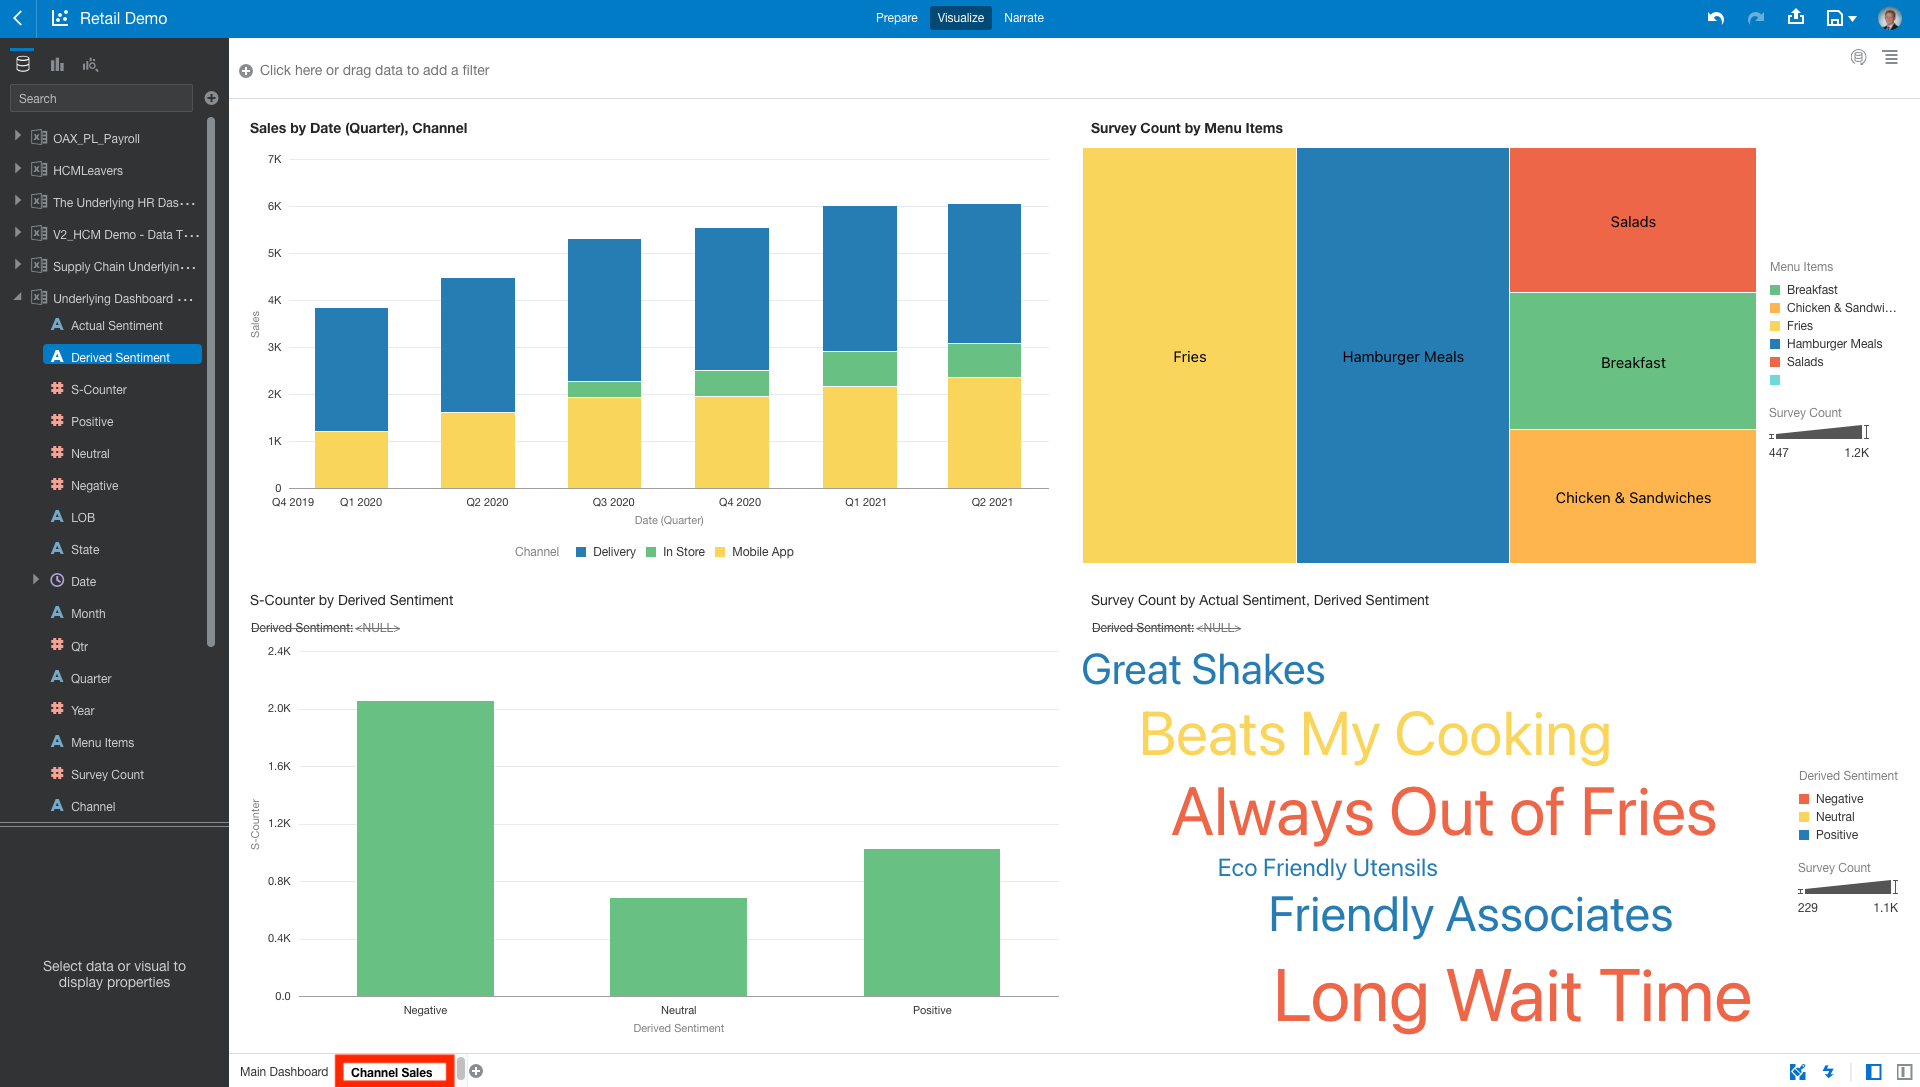 Retail Demo
Prepare
Visualize
Narrate
Search
Click here or drag data to add a filter
OAX_PL_Payroll
HCMLeavers
The Underlying HR Das...
V2_HCM Demo - Data T...
Supply Chain Underlyin...
Underlying Dashboard ...
Actual Sentiment
Derived Sentiment
S-Counter
Positive
Neutral
Negative
LOB
State
Date
Month
Qtr
Quarter
Year
Menu Items
Survey Count
Channel
Select data or visual to
display properties
Sales by Date (Quarter), Channel
7K
6K
5K
4K
3K
2K
1K
0
Sales
Q4 2019 Q1 2020 Q2 2020 Q3 2020 Q4 2020 Q1 2021 Q2 2021
Date (Quarter)
Channel Delivery In Store Mobile App
Survey Count by Menu Items
Fries
Hamburger Meals
Salads
Breakfast
Chicken & Sandwiches
Menu Items
Breakfast
Chicken & Sandwi...
Fries
Hamburger Meals
Salads
Survey Count
447 1.2K
S-Counter by Derived Sentiment
Derived Sentiment: <NULL>
2.4K
2.0K
1.6K
1.2K
0.8K
0.4K
0.0
S-Counter
Negative Neutral Positive
Derived Sentiment
Survey Count by Actual Sentiment, Derived Sentiment
Derived Sentiment: <NULL>
Great Shakes
Beats My Cooking
Always Out of Fries
Eco Friendly Utensils
Friendly Associates
Long Wait Time
Derived Sentiment
Negative
Neutral
Positive
Survey Count
229 1.1K
Main Dashboard
Channel Sales